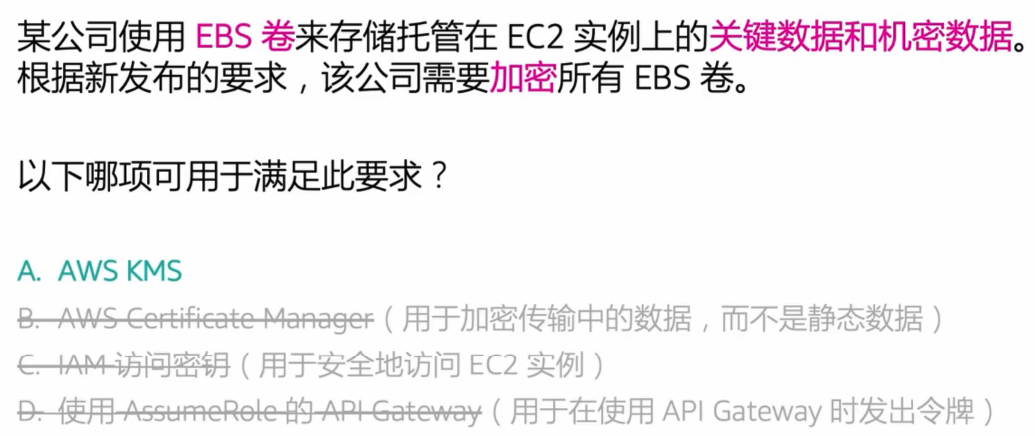 某公司使用 EBS 卷来存储托管在 EC2 实例上的关键数据和机密数据。
根据新发布的要求，该公司需要加密所有 EBS 卷。
以下哪项可用于满足此要求？
A. AWS KMS
B. AWS Certificate Manager（用于加密传输中的数据，而不是静态数据）
C. IAM 访问密钥（用于安全地访问 EC2 实例）
D. 使用 AssumeRole 的 API Gateway（用于在使用 API Gateway 时发出令牌）